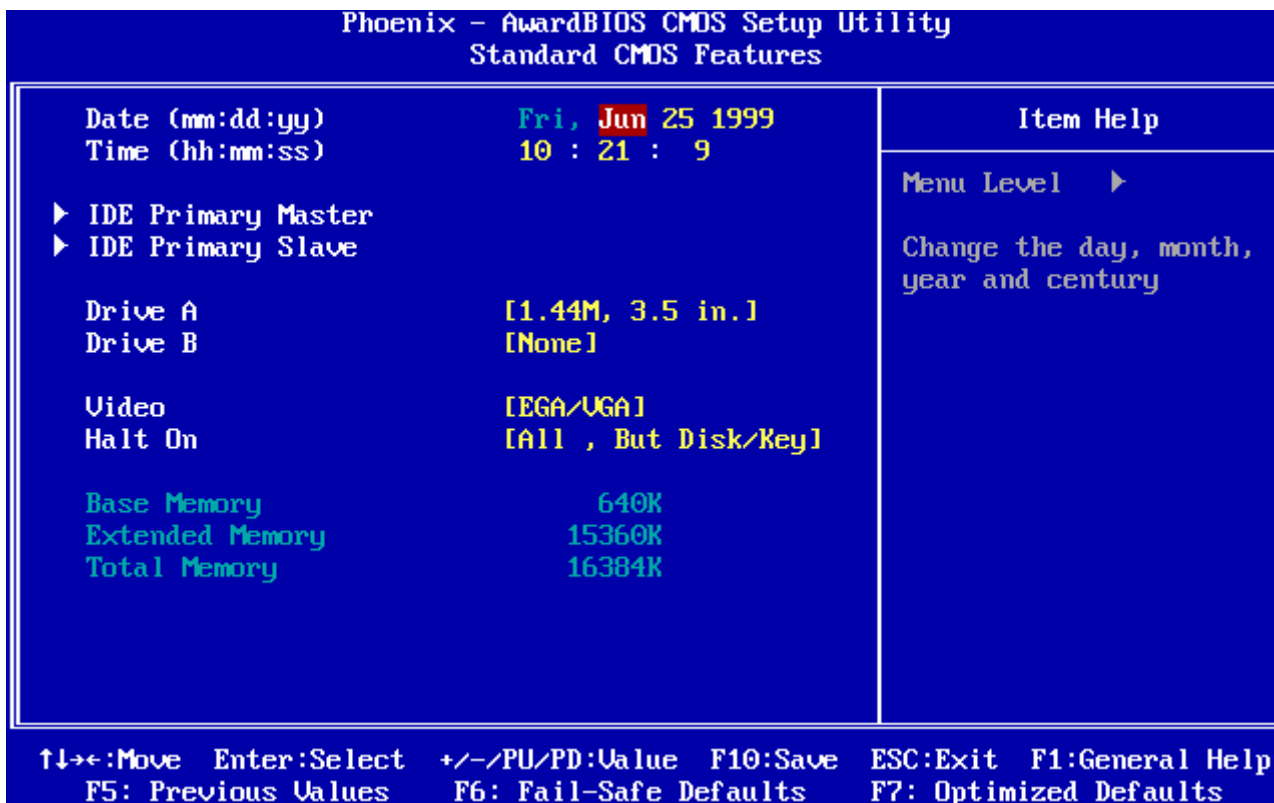 Phoenix - AwardBIOS CMOS Setup Utility
Standard CMOS Features
Date (mm:dd:yy) Fri, Jun 25 1999
Time (hh:mm:ss) 10 : 21 : 9
IDE Primary Master
IDE Primary Slave
Drive A [1.44M, 3.5 in.]
Drive B [None]
Video [EGA/VGA]
Halt On [All , But Disk/Key]
Base Memory 640K
Extended Memory 15360K
Total Memory 16384K
Item Help
Menu Level
Change the day, month,
year and century
↑↓→←:Move Enter:Select +/-/PU/PD:Value F10:Save ESC:Exit F1:General Help
F5: Previous Values F6: Fail-Safe Defaults F7: Optimized Defaults